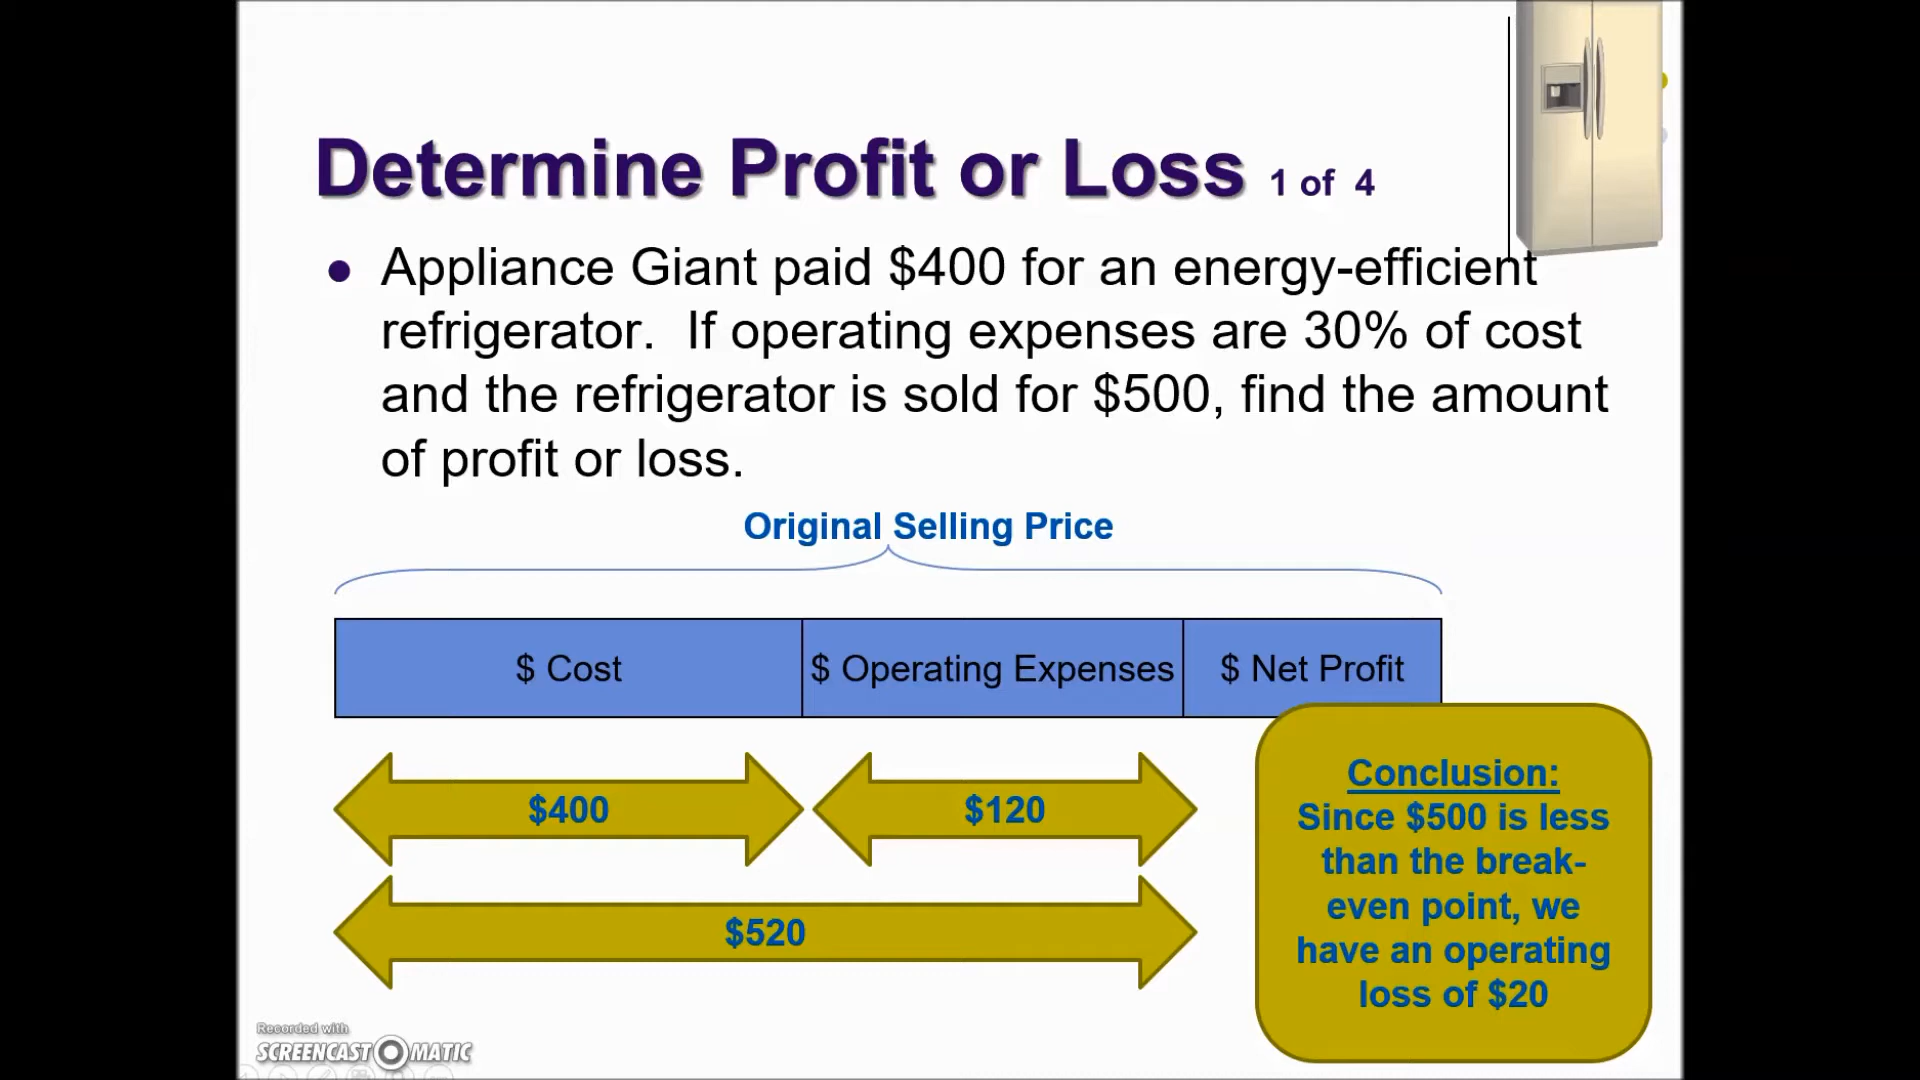 Determine Profit or Loss 1 of 4
Appliance Giant paid $400 for an energy-efficient
refrigerator. If operating expenses are 30% of cost
and the refrigerator is sold for $500, find the amount
of profit or loss.
Original Selling Price
$ Cost $ Operating Expenses $ Net Profit
$400 $120
$520
Conclusion:
Since $500 is less
than the break-
even point, we
have an operating
loss of $20
Recorded with
SCREENCAST-O-MATIC